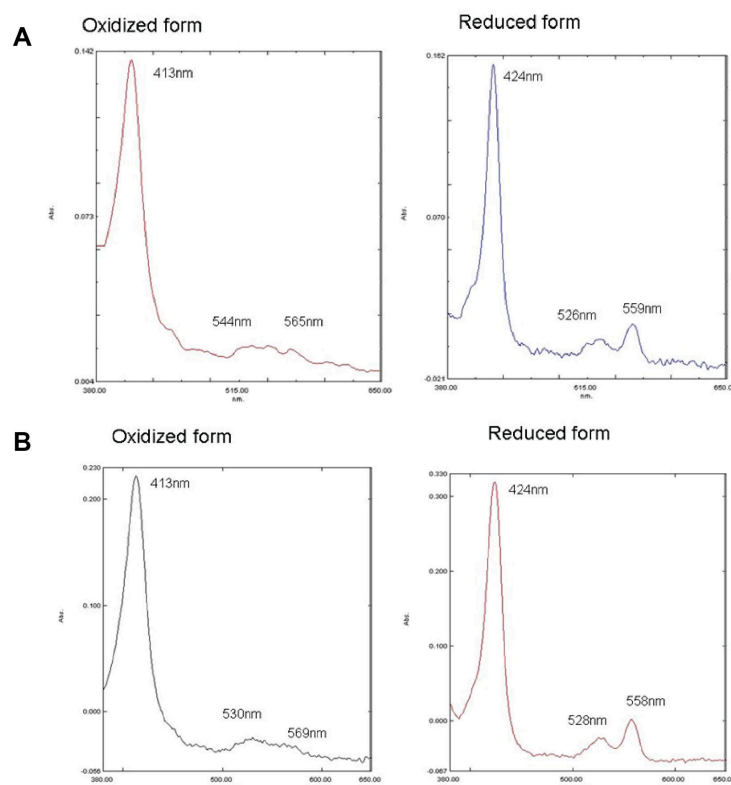 A
Oxidized form
0.142
413nm
Abs.
0.073
544nm
565nm
0.004
380.00
515.00
650.00
nm.
Reduced form
0.162
424nm
Abs.
0.070
526nm
559nm
-0.021
380.00
515.00
650.00
nm.
B
Oxidized form
0.230
0.200
413nm
Abs.
0.100
0.000
530nm
569nm
-0.056
380.00
500.00
600.00
650.00
Reduced form
0.330
0.300
424nm
0.200
Abs.
0.100
0.000
528nm
558nm
-0.067
380.00
500.00
600.00
650.00